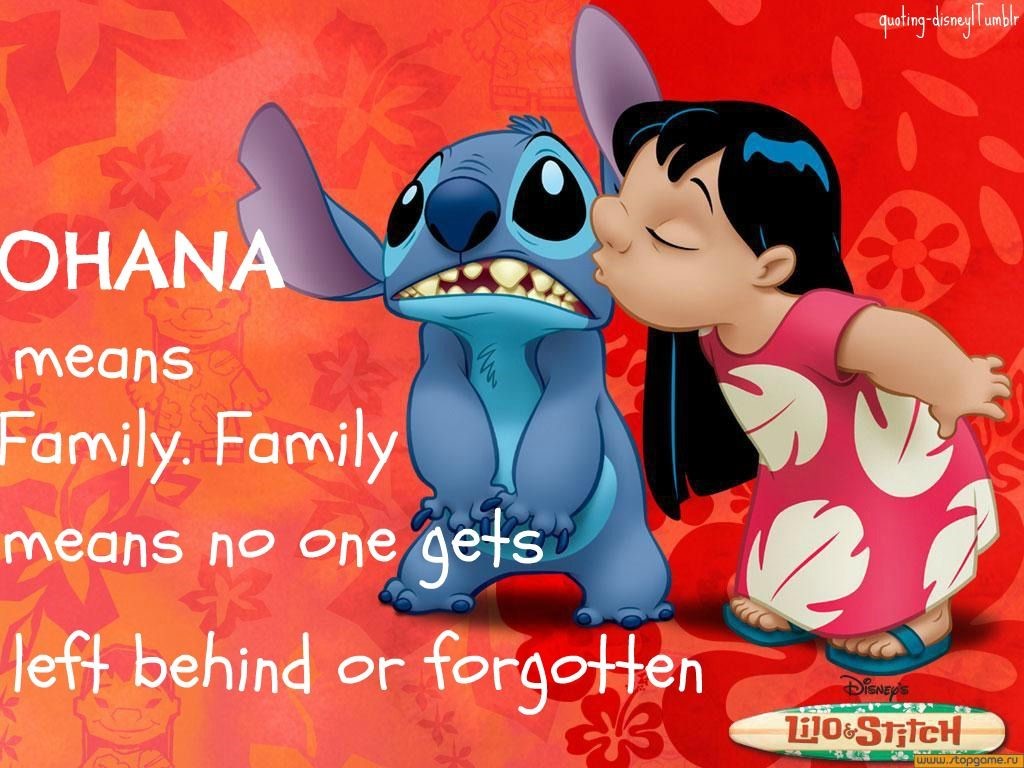 quoting-disney|Tumblr
OHANA
means
Family. Family
means no one gets
left behind or forgotten
DISNEY'S
LILO & STITCH
www.stopgame.ru